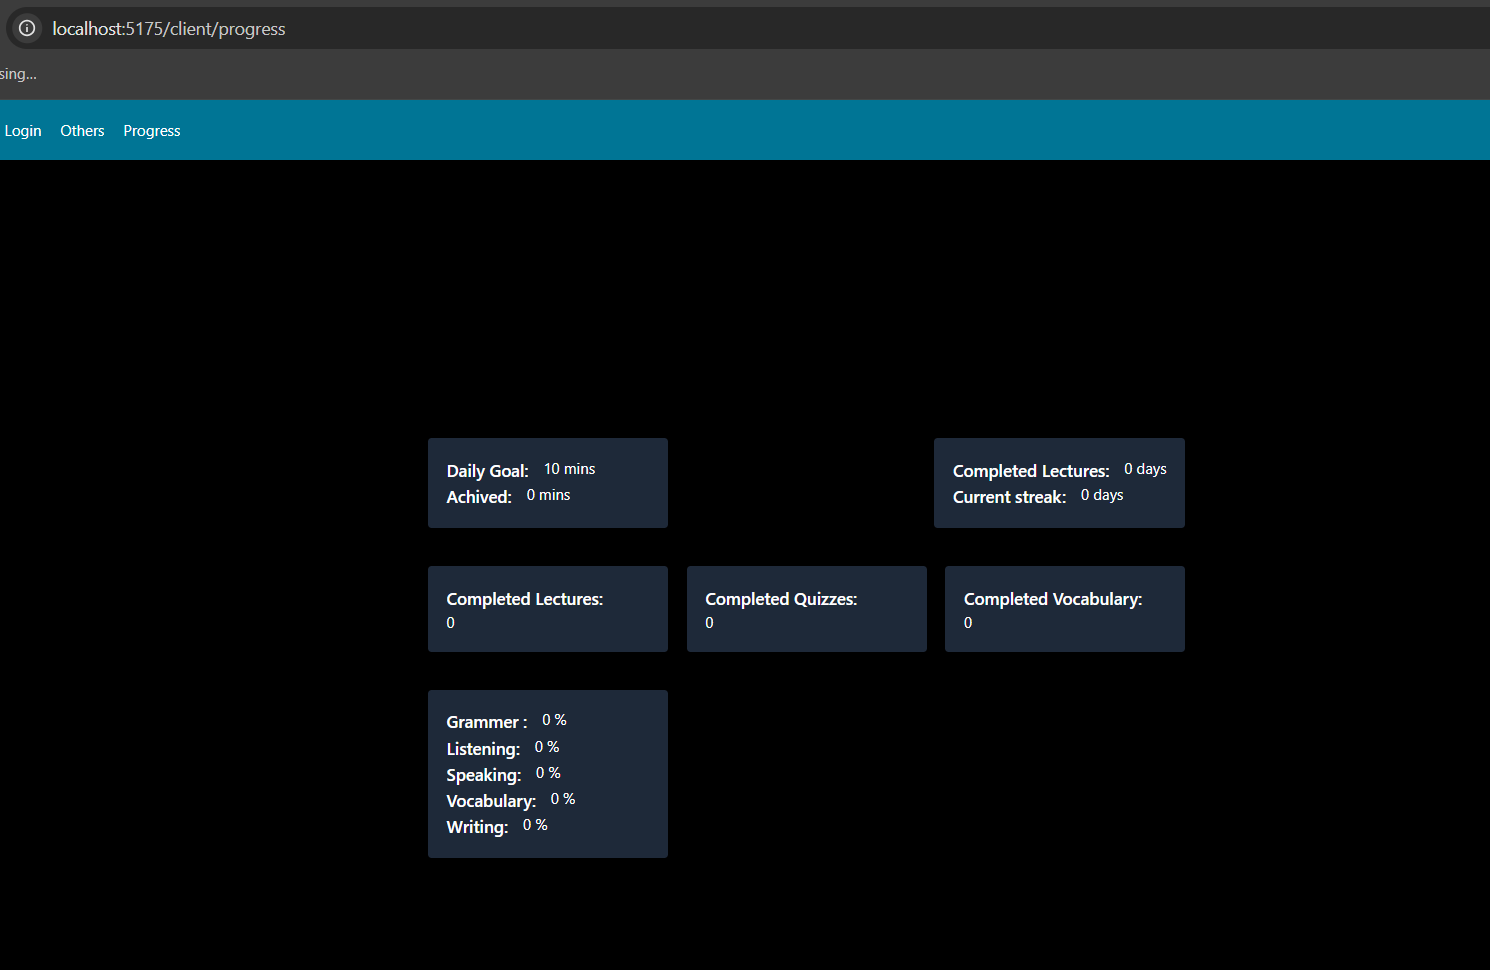 localhost:5175/client/progress
sing...
Login Others Progress
Daily Goal: 10 mins
Achived: 0 mins
Completed Lectures: 0 days
Current streak: 0 days
Completed Lectures:
0
Completed Quizzes:
0
Completed Vocabulary:
0
Grammer : 0 %
Listening: 0 %
Speaking: 0 %
Vocabulary: 0 %
Writing: 0 %